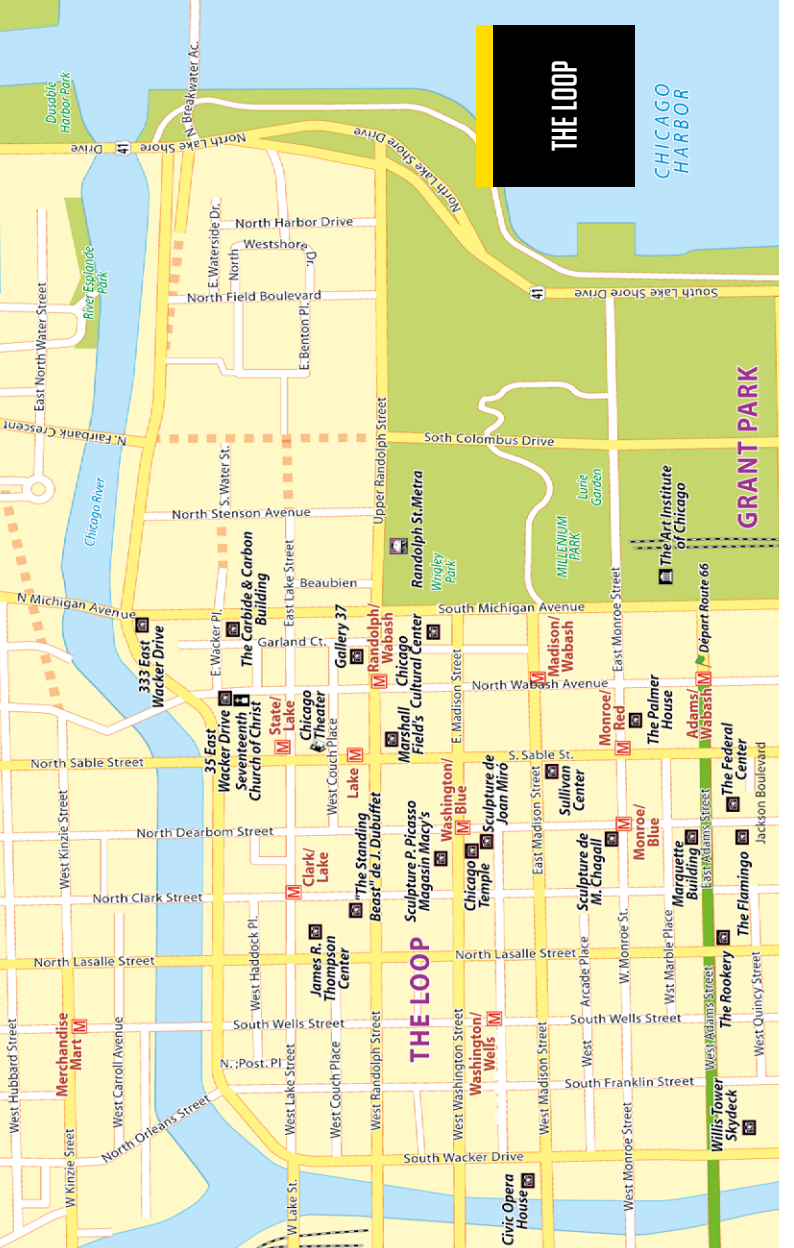 THE LOOP
CHICAGO
HARBOR
Dusable
Harbor Park
N. Breakwater Ac.
Drive
41
North Lake Shore Drive
North Lake Shore Drive
41
South Lake Shore Drive
River Esplande
Park
East North Water Street
N. Fairbank Crescent
Chicago River
E.Waterside Dr.
North Harbor Drive
North
Westshore
Dr.
North Field Boulevard
E. Benton Pl.
Upper Randolph Street
Soth Colombus Drive
S. Water St.
North Stenson Avenue
East Lake Street
Beaubien
Randolph St.Metra
Wrigley
Park
MILLENIUM
PARK
Lurie
Garden
GRANT PARK
The Art Institute
of Chicago
Départ Route 66
N Michigan Avenue
South Michigan Avenue
East Monroe Street
333 East
Wacker Drive
E. Wacker Pl.
The Carbide & Carbon
Building
Garland Ct.
Gallery 37
Randolph/
Wabash
Chicago
Cultural Center
E. Madison Street
Madison/
Wabash
North Wabash Avenue
35 East
Wacker Drive
Seventeenth
Church of Christ
State/
Lake
Chicago
Theater
West Couch Place
Lake
Marshall
Field's
Monroe/
Red
The Palmer
House
Adams/
Wabash
North Sable Street
S. Sable St.
West Kinzie Street
North Dearbom Street
Washington/
Blue
Sculpture de
Joan Miró
East Madison Street
Sullivan
Center
Monroe/
Blue
The Federal
Center
Jackson Boulevard
East Adams Street
Clark/
Lake
"The Standing
Beast" de J. Dubuffet
Sculpture P. Picasso
Magasin Macy's
Chicago
Temple
Sculpture de
M. Chagall
Marquette
Building
The Flamingo
North Clark Street
James R.
Thompson
Center
West Haddock Pl.
THE LOOP
North Lasalle Street
North Lasalle Street
Arcade Place
West
W. Monroe St.
Wst Marble Place
The Rookery
West Quincy Street
Merchandise
Mart
South Wells Street
South Wells Street
Washington/
Wells
West Hubbard Street
West Carroll Avenue
N.;Post. Pl
West Lake Street
West Couch Place
West Randolph Street
West Washington Street
West Madison Street
South Franklin Street
West Adams Street
Willis Tower
Skydeck
North Orleans Street
W Kinzie Sreet
South Wacker Drive
West Monroe Street
W Lake St.
Civic Opera
House